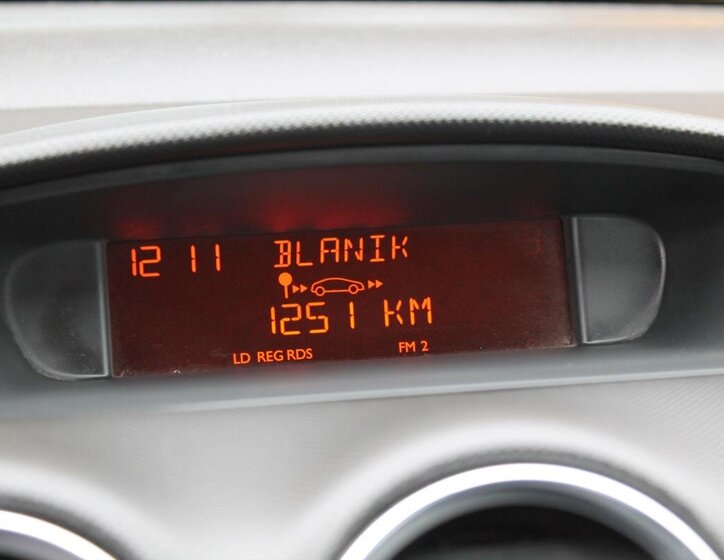 12 11 BLANIK
1251 KM
LD REG RDS FM 2